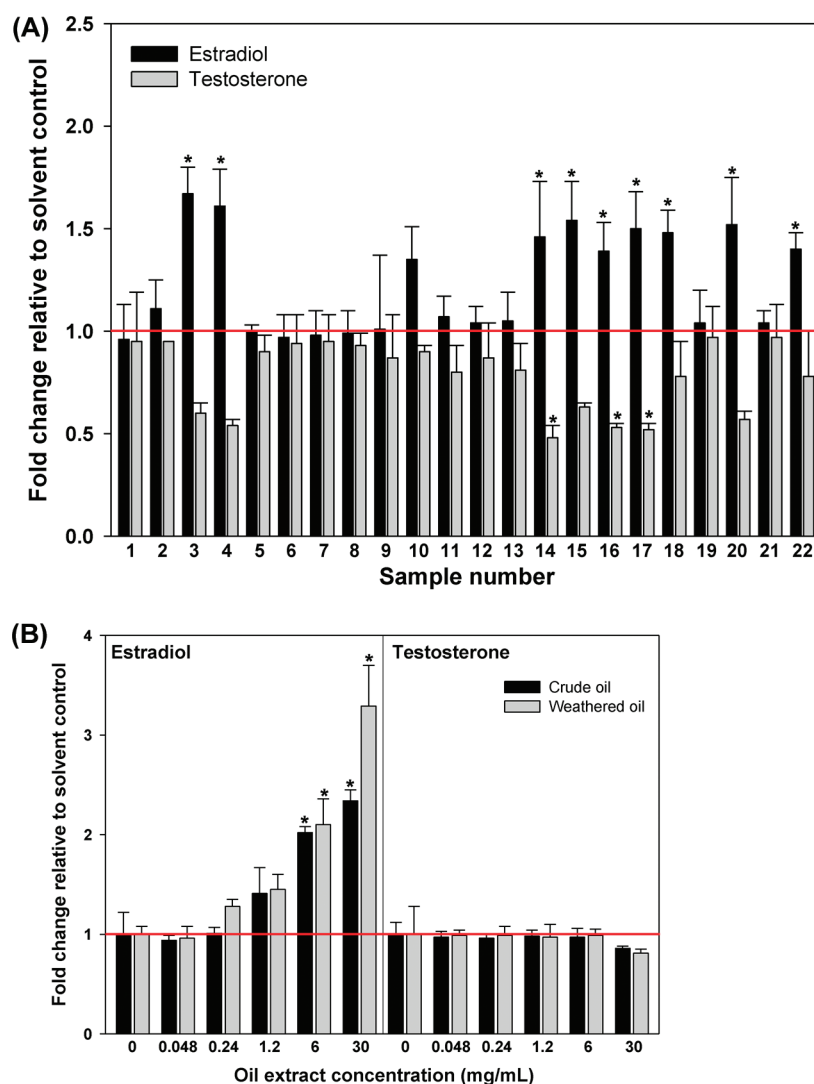 (A)
Fold change relative to solvent control
2.5
2.0
1.5
1.0
0.5
0.0
Estradiol
Testosterone
* * * * * * * * *
* * *
1 2 3 4 5 6 7 8 9 10 11 12 13 14 15 16 17 18 19 20 21 22
Sample number
(B)
Fold change relative to solvent control
4
3
2
1
0
Estradiol
Testosterone
Crude oil
Weathered oil
* * * *
0 0.048 0.24 1.2 6 30 0 0.048 0.24 1.2 6 30
Oil extract concentration (mg/mL)